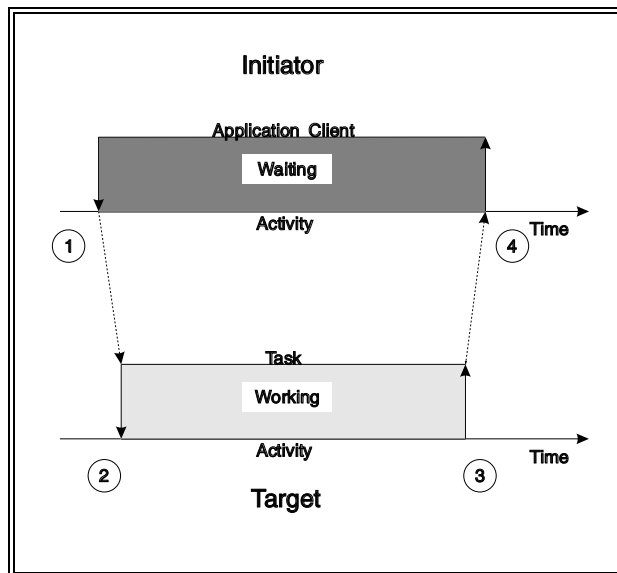 Initiator
Application Client
Waiting
Activity
Time
1
4
Task
Working
Activity
Time
2
3
Target